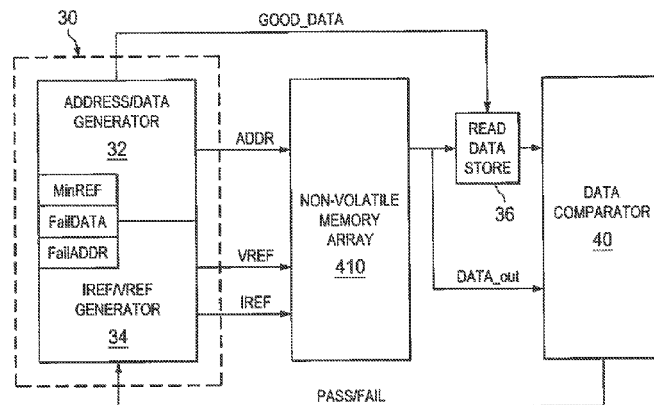 30
GOOD_DATA
ADDRESS/DATA
GENERATOR
32
MinREF
FailDATA
FailADDR
IREF/VREF
GENERATOR
34
ADDR
VREF
IREF
NON-VOLATILE
MEMORY
ARRAY
410
READ
DATA
STORE
36
DATA_out
DATA
COMPARATOR
40
PASS/FAIL